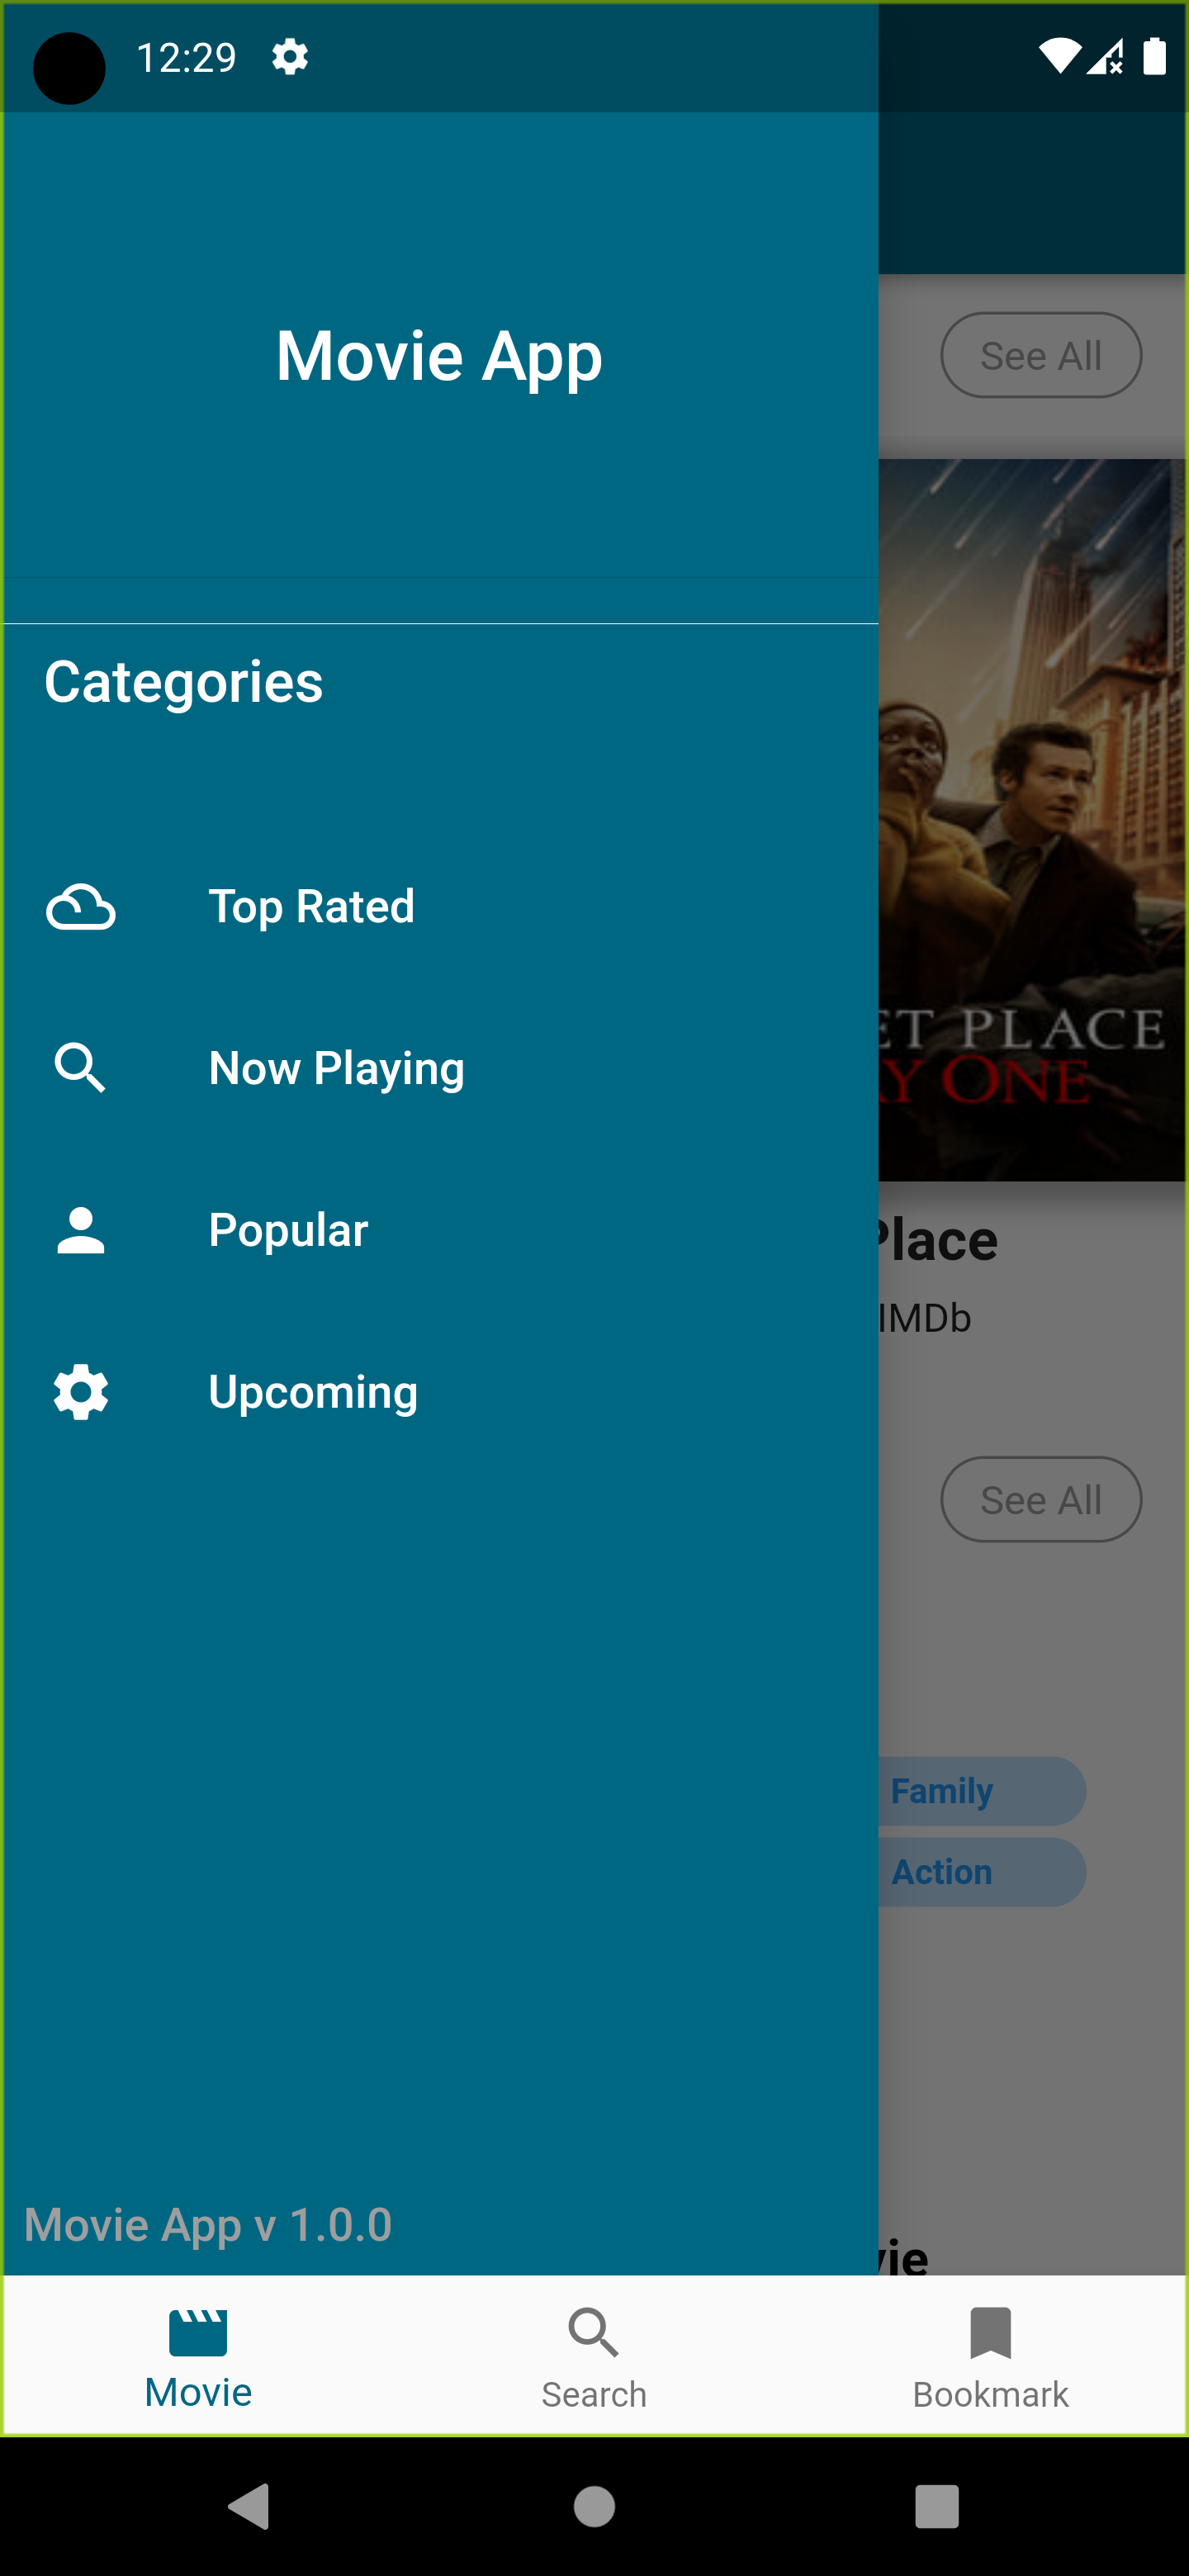 12:29
Movie App
See All
Categories
Top Rated
Now Playing
Popular
Upcoming
ET PLACE
Y ONE
Place
IMDb
See All
Family
Action
Movie App v 1.0.0
vie
Movie
Search
Bookmark